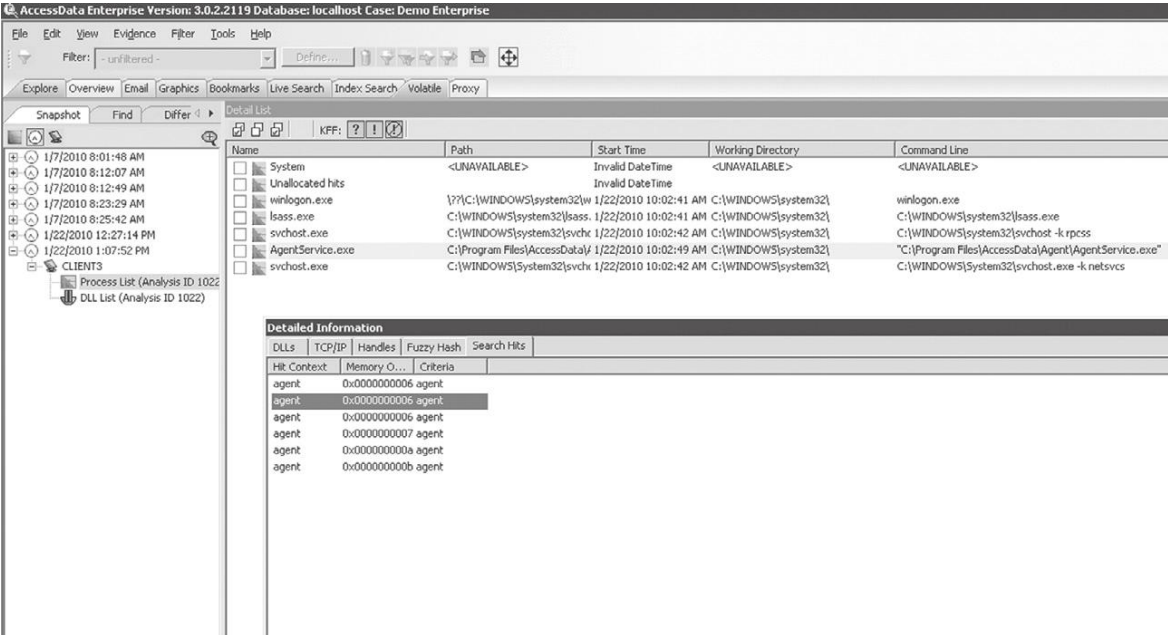 AccessData Enterprise Version: 3.0.2.2119 Database: localhost Case: Demo Enterprise
File Edit View Evidence Filter Tools Help
Filter: - unfiltered - Define...
Explore Overview Email Graphics Bookmarks Live Search Index Search Volatile Proxy
Snapshot Find Differ
1/7/2010 8:01:48 AM
1/7/2010 8:12:07 AM
1/7/2010 8:12:49 AM
1/7/2010 8:23:29 AM
1/7/2010 8:25:42 AM
1/22/2010 12:27:14 PM
1/22/2010 1:07:52 PM
CLIENT3
Process List (Analysis ID 1022
DLL List (Analysis ID 1022)
Detail List
KFF: ? !
Name Path Start Time Working Directory Command Line
System <UNAVAILABLE> Invalid DateTime <UNAVAILABLE> <UNAVAILABLE>
Unallocated hits Invalid DateTime
winlogon.exe \??\C:\WINDOWS\system32\w 1/22/2010 10:02:41 AM C:\WINDOWS\system32\ winlogon.exe
lsass.exe C:\WINDOWS\system32\lsass. 1/22/2010 10:02:41 AM C:\WINDOWS\system32\ C:\WINDOWS\system32\lsass.exe
svchost.exe C:\WINDOWS\system32\svchc 1/22/2010 10:02:42 AM C:\WINDOWS\system32\ C:\WINDOWS\system32\svchost -k rpcss
AgentService.exe C:\Program Files\AccessData\A 1/22/2010 10:02:49 AM C:\WINDOWS\system32\ "C:\Program Files\AccessData\Agent\AgentService.exe"
svchost.exe C:\WINDOWS\System32\svchc 1/22/2010 10:02:42 AM C:\WINDOWS\system32\ C:\WINDOWS\System32\svchost.exe -k netsvcs
Detailed Information
DLLs TCP/IP Handles Fuzzy Hash Search Hits
Hit Context Memory O... Criteria
agent 0x0000000006 agent
agent 0x0000000006 agent
agent 0x0000000006 agent
agent 0x0000000007 agent
agent 0x000000000a agent
agent 0x000000000b agent